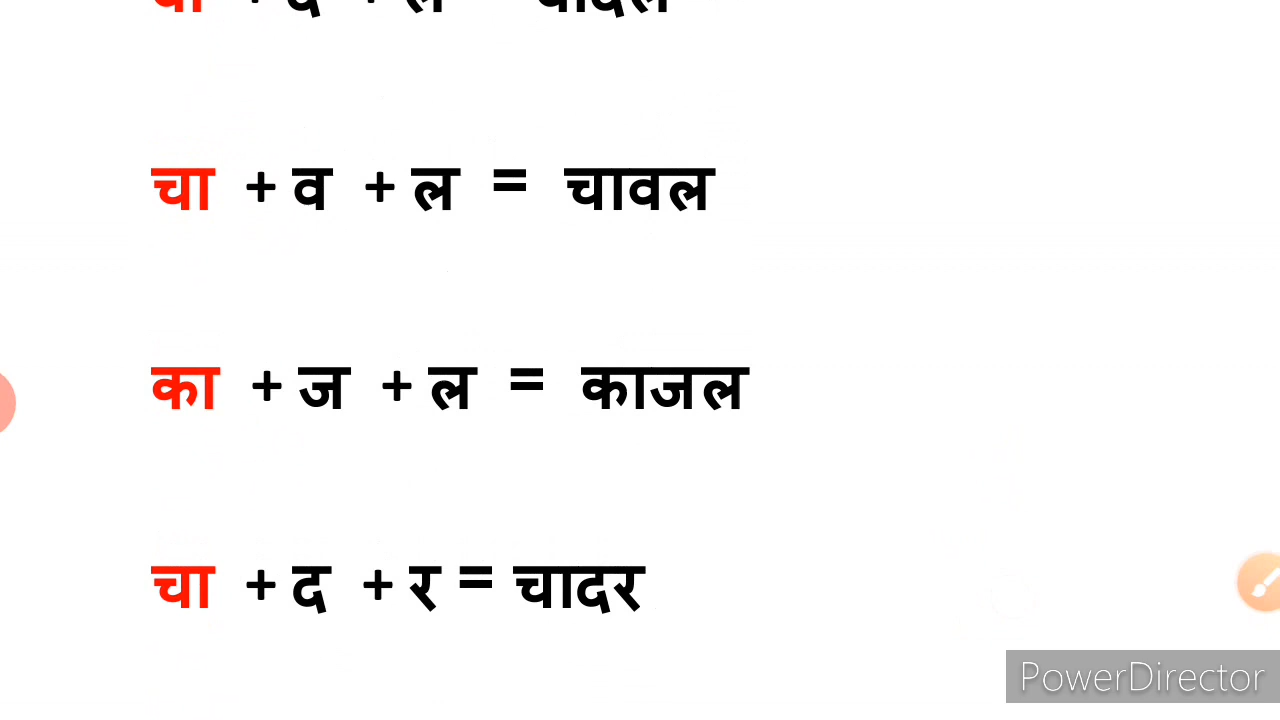 चा + व + ल = चावल
का + ज + ल = काजल
चा + द + र = चादर
PowerDirector